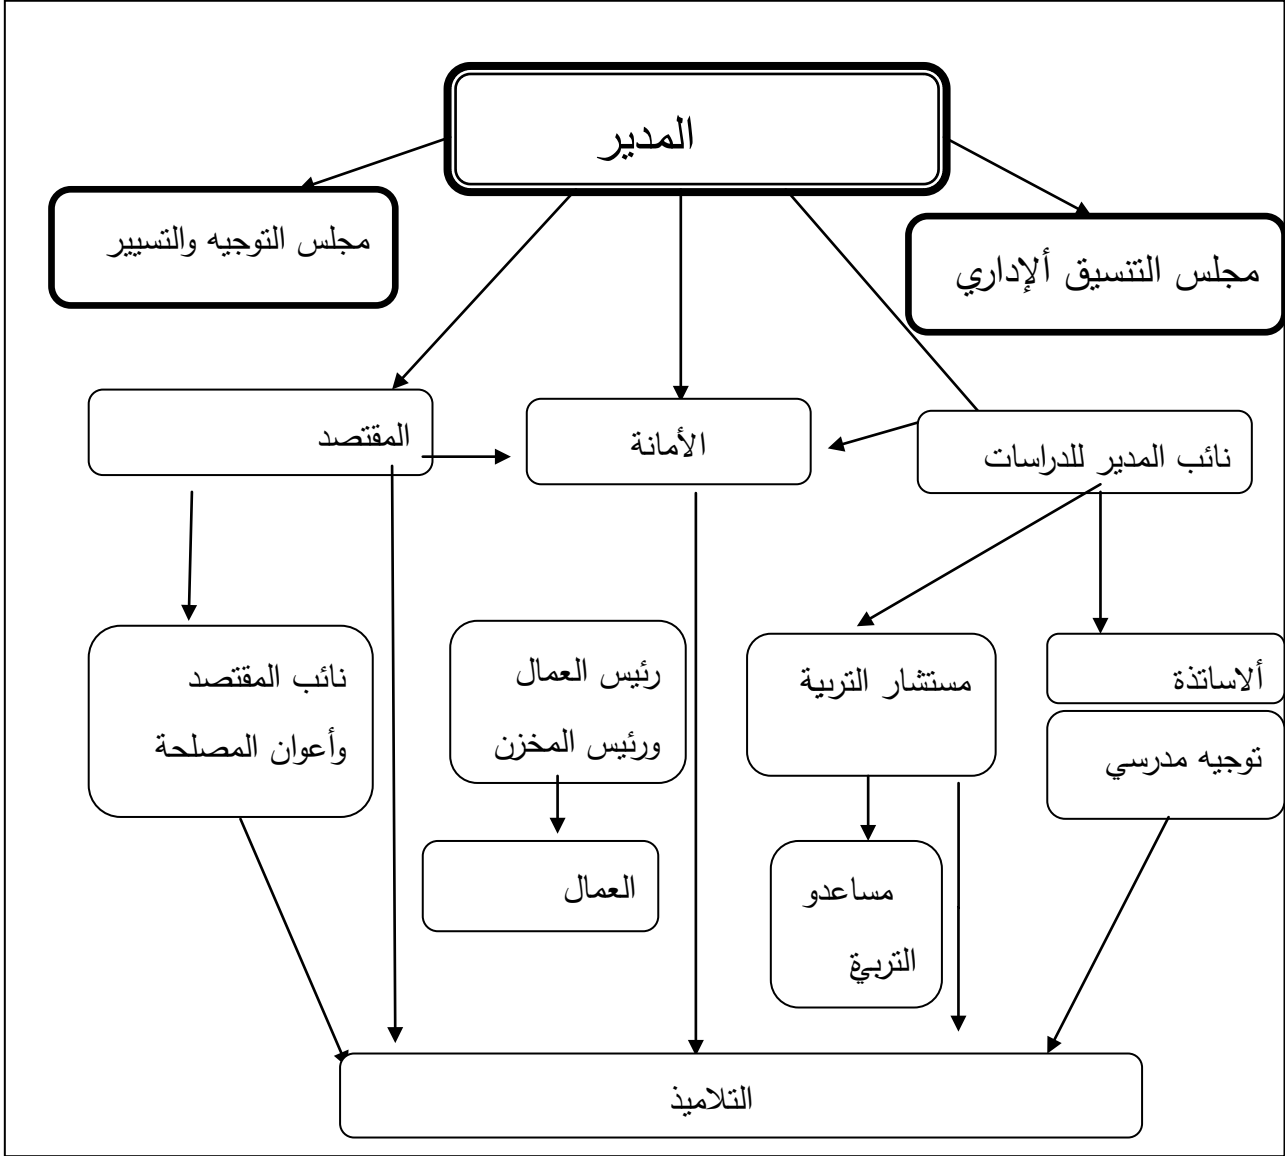 المدير
مجلس التنسيق ألإداري
مجلس التوجيه والتسيير
نائب المدير للدراسات
الأمانة
المقتصد
ألاساتذة
توجيه مدرسي
مستشار التربية
رئيس العمال
ورئيس المخزن
نائب المقتصد
وأعوان المصلحة
مساعدو
التربية
العمال
التلاميذ